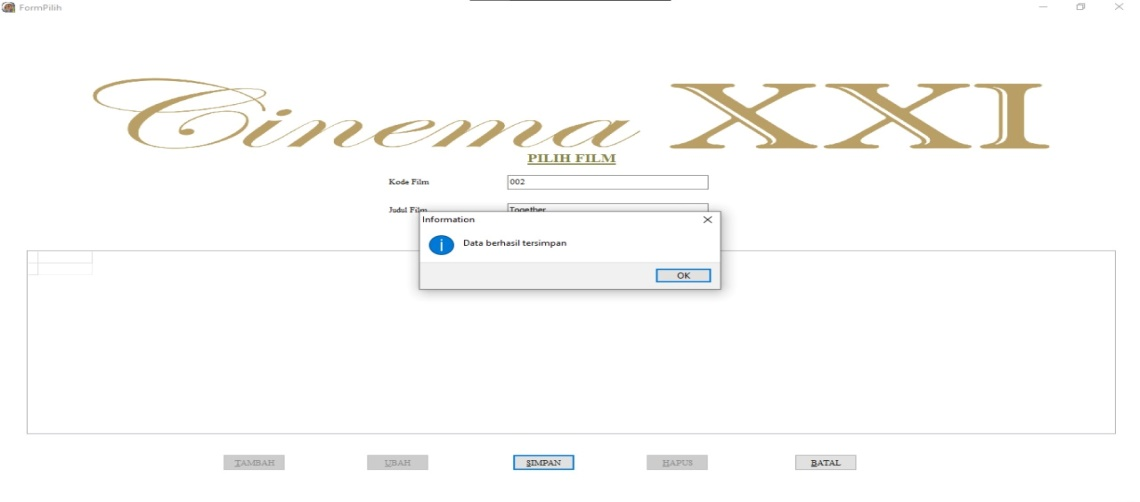 FormPilih
Cinema XXI
PILIH FILM
Kode Film 002
Judul Film Together
Information
Data berhasil tersimpan
OK
TAMBAH UBAH SIMPAN HAPUS BATAL